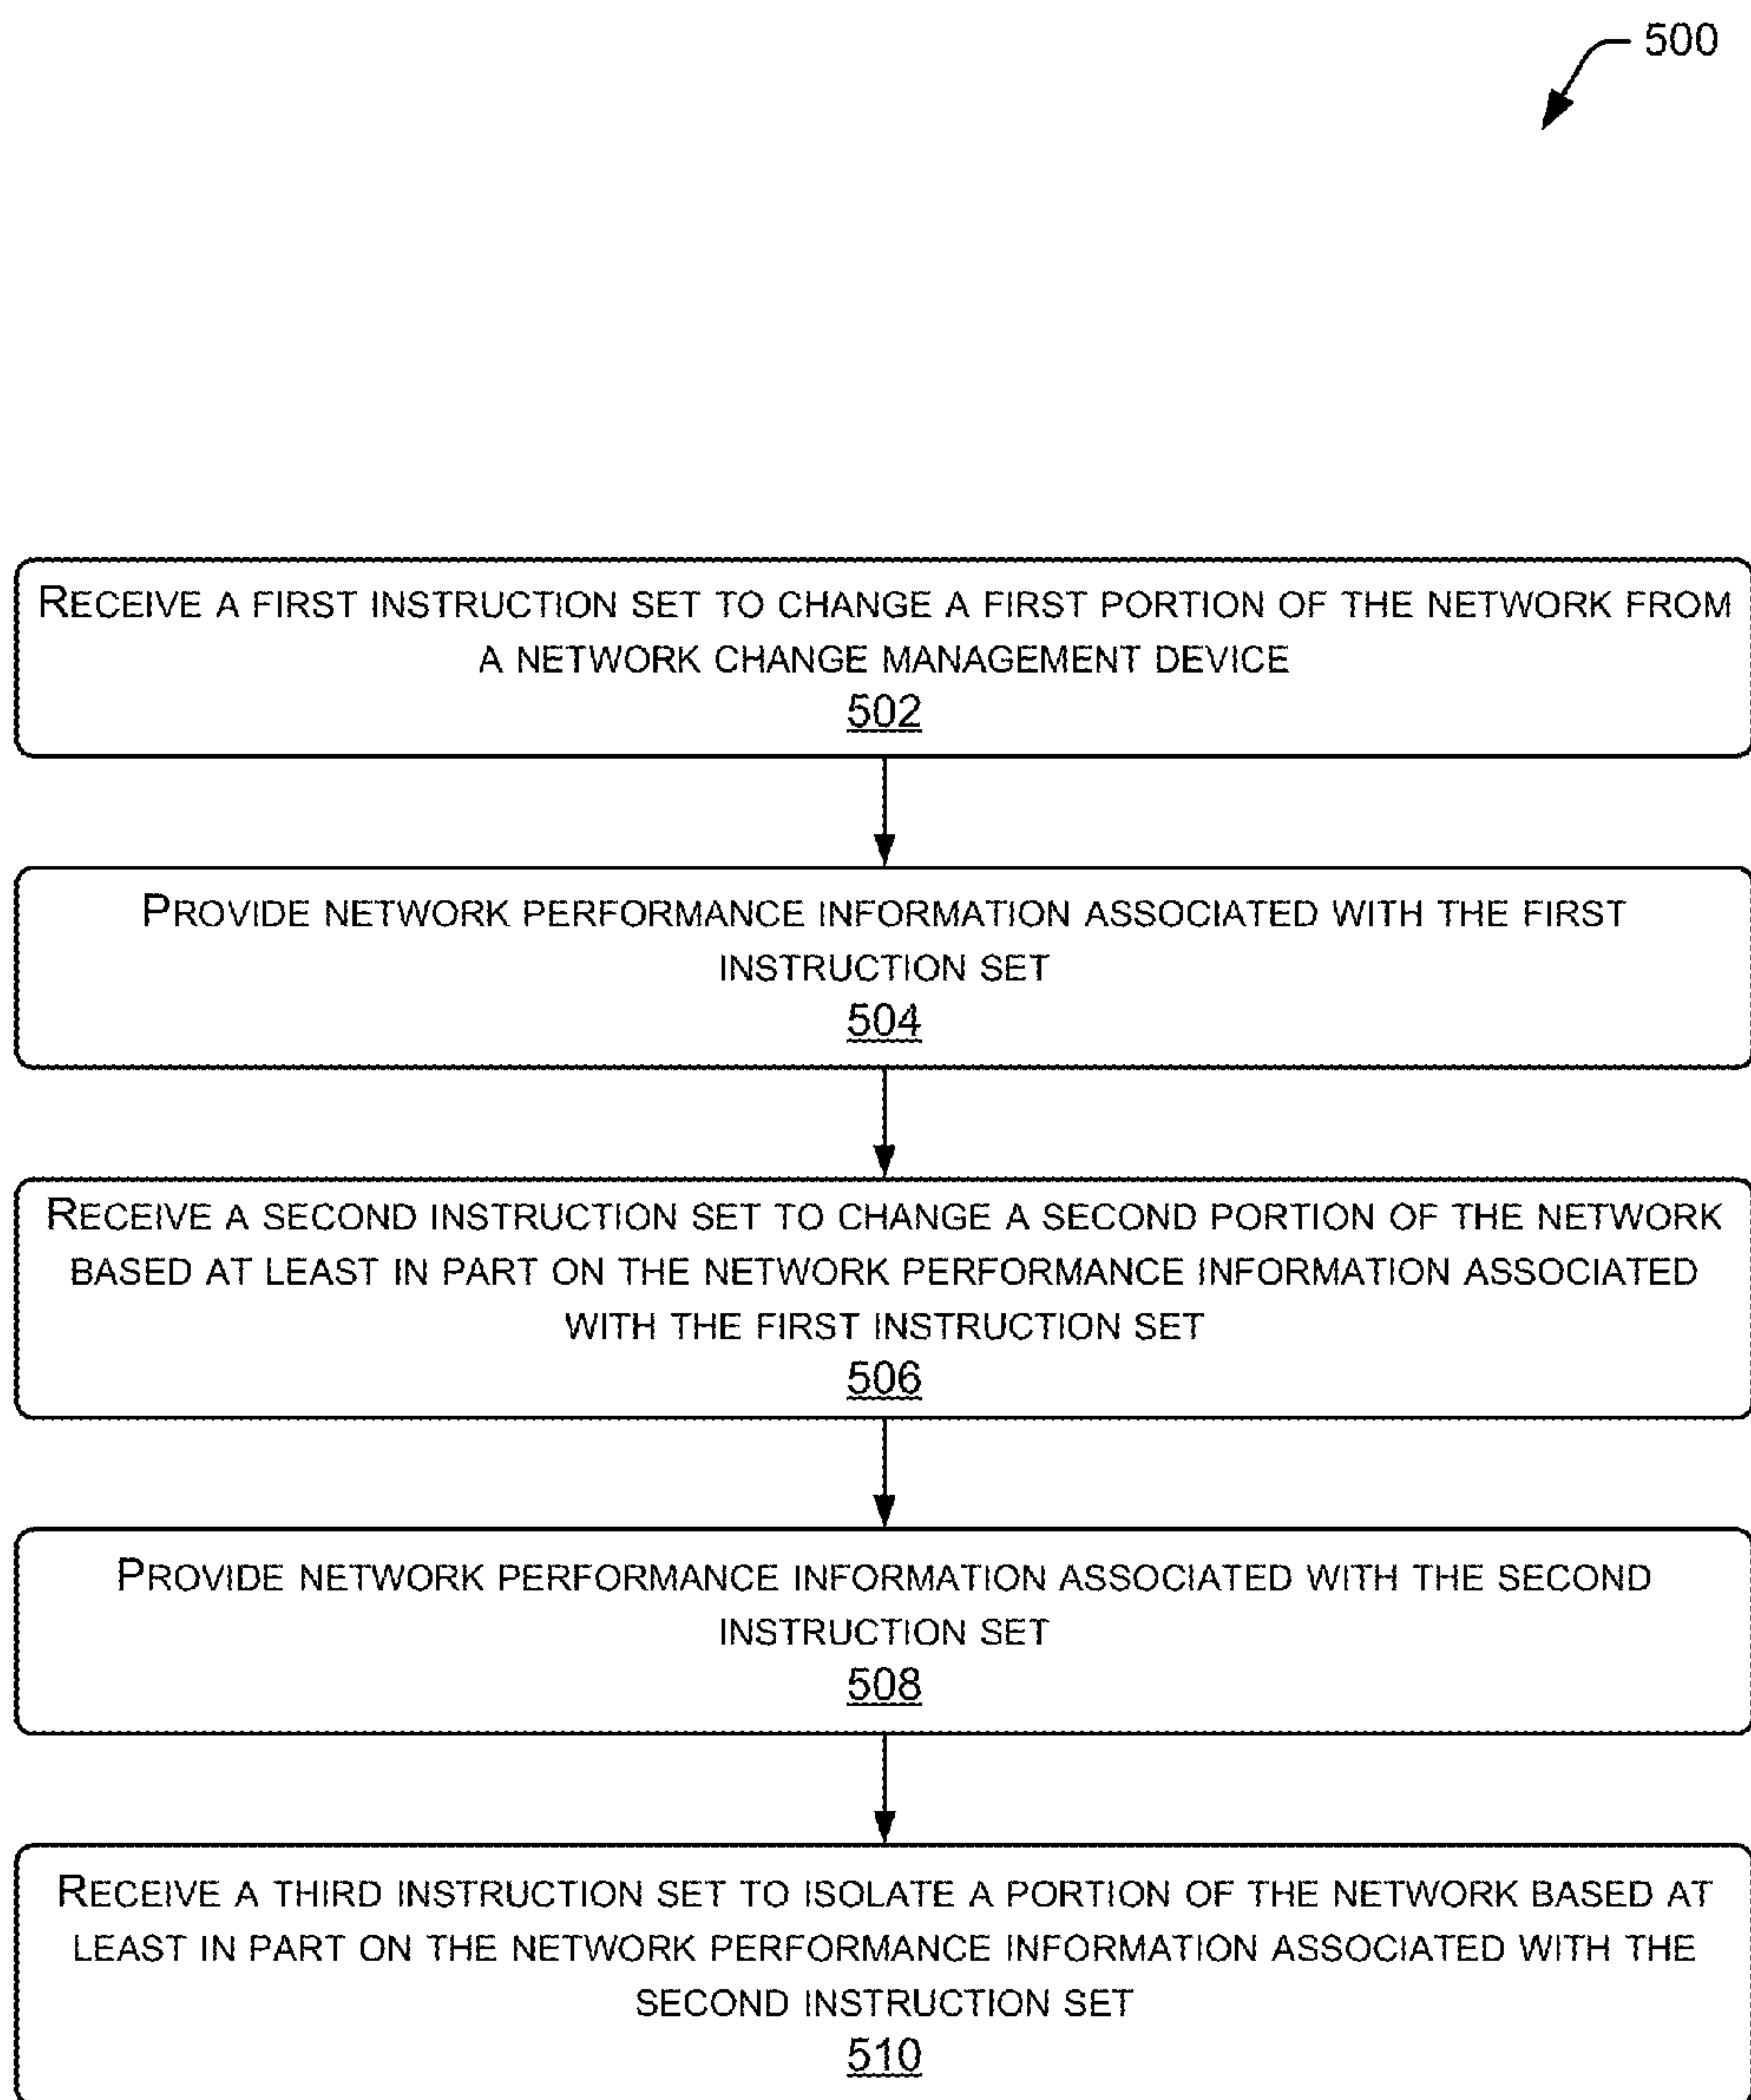 500
RECEIVE A FIRST INSTRUCTION SET TO CHANGE A FIRST PORTION OF THE NETWORK FROM
A NETWORK CHANGE MANAGEMENT DEVICE
502
PROVIDE NETWORK PERFORMANCE INFORMATION ASSOCIATED WITH THE FIRST
INSTRUCTION SET
504
RECEIVE A SECOND INSTRUCTION SET TO CHANGE A SECOND PORTION OF THE NETWORK
BASED AT LEAST IN PART ON THE NETWORK PERFORMANCE INFORMATION ASSOCIATED
WITH THE FIRST INSTRUCTION SET
506
PROVIDE NETWORK PERFORMANCE INFORMATION ASSOCIATED WITH THE SECOND
INSTRUCTION SET
508
RECEIVE A THIRD INSTRUCTION SET TO ISOLATE A PORTION OF THE NETWORK BASED AT
LEAST IN PART ON THE NETWORK PERFORMANCE INFORMATION ASSOCIATED WITH THE
SECOND INSTRUCTION SET
510